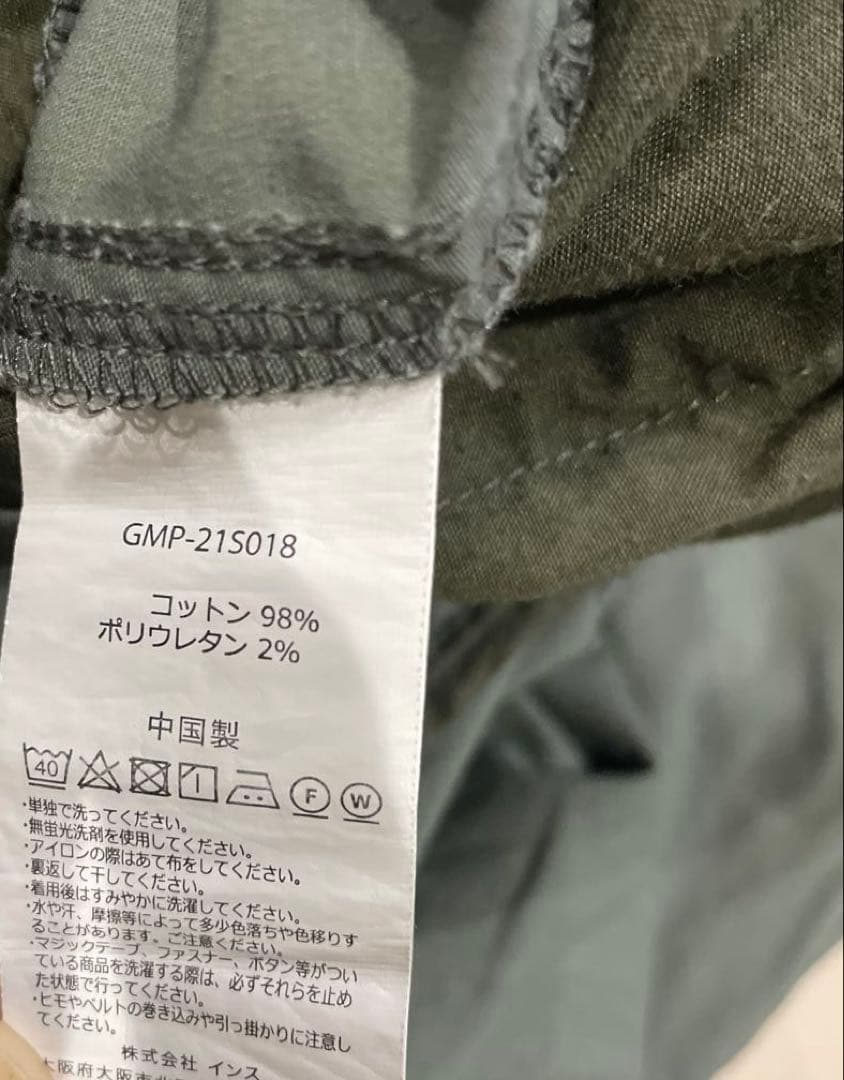 GMP-21S018
コットン 98%
ポリウレタン 2%
中国製
40 F W
・単独で洗ってください。
・無蛍光洗剤を使用してください。
・アイロンの際はあて布をしてください。
・裏返して干してください。
・着用後はすみやかに洗濯してください。
・水や汗、摩擦等によって多少色落ちや色移りす
ることがあります。ご注意ください。
・マジックテープ、ファスナー、ボタン等がつい
ている商品を洗濯する際は、必ずそれらを止め
た状態で行ってください。
・ヒモやベルトの巻き込みや引っ掛かりに注意し
てください。
株式会社 インス
大阪府大阪市